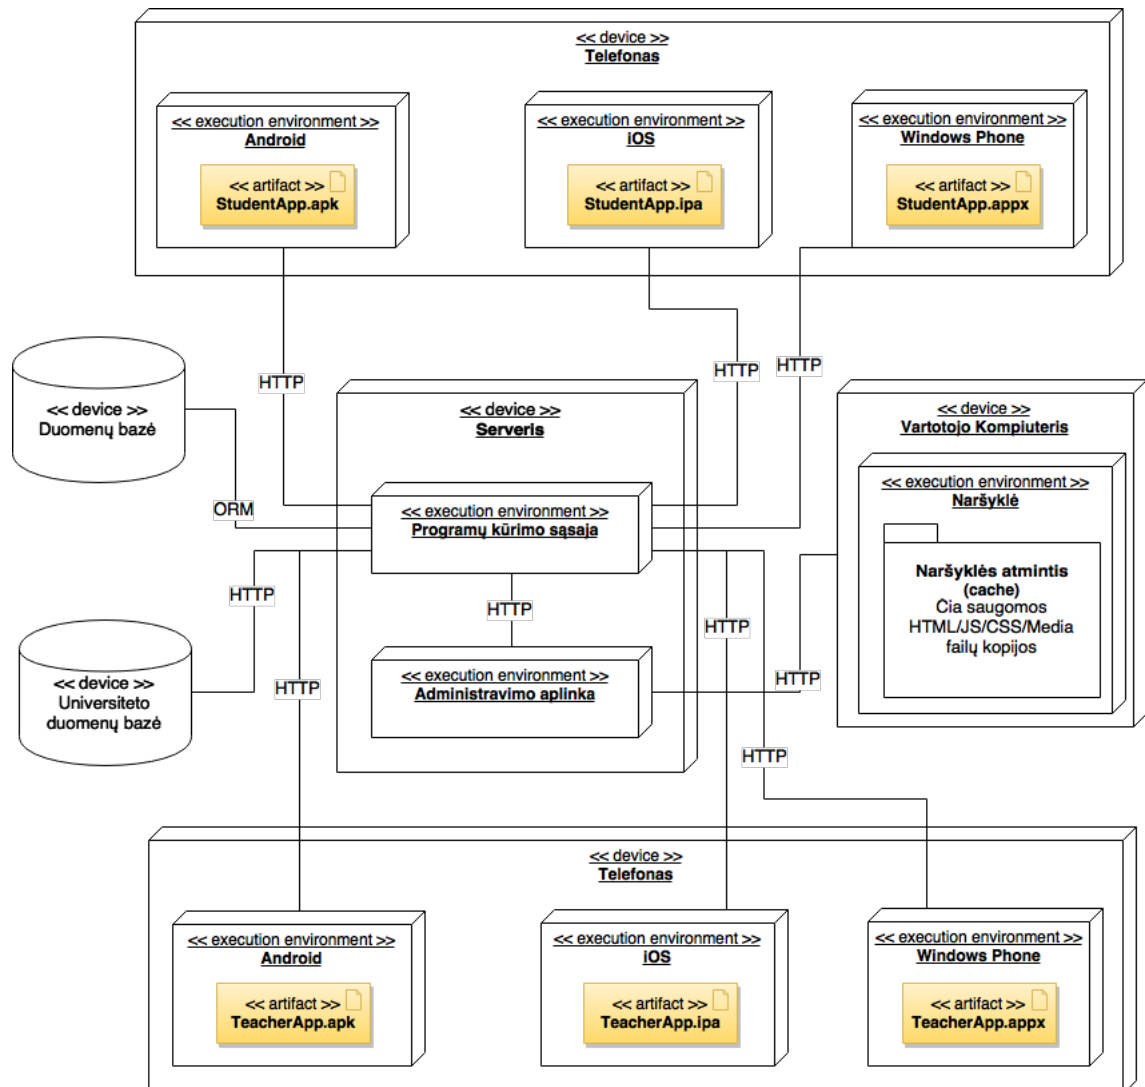 << device >>
Telefonas
<< execution environment >>
Android
<< artifact >>
StudentApp.apk
<< execution environment >>
iOS
<< artifact >>
StudentApp.ipa
<< execution environment >>
Windows Phone
<< artifact >>
StudentApp.appx
HTTP
HTTP
HTTP
<< device >>
Duomenų bazė
ORM
<< device >>
Universiteto
duomenų bazė
HTTP
<< device >>
Serveris
<< execution environment >>
Programų kūrimo sąsaja
HTTP
<< execution environment >>
Administravimo aplinka
<< device >>
Vartotojo Kompiuteris
<< execution environment >>
Naršyklė
Naršyklės atmintis
(cache)
Čia saugomos
HTML/JS/CSS/Media
failų kopijos
HTTP
HTTP
HTTP
HTTP
<< device >>
Telefonas
<< execution environment >>
Android
<< artifact >>
TeacherApp.apk
<< execution environment >>
iOS
<< artifact >>
TeacherApp.ipa
<< execution environment >>
Windows Phone
<< artifact >>
TeacherApp.appx